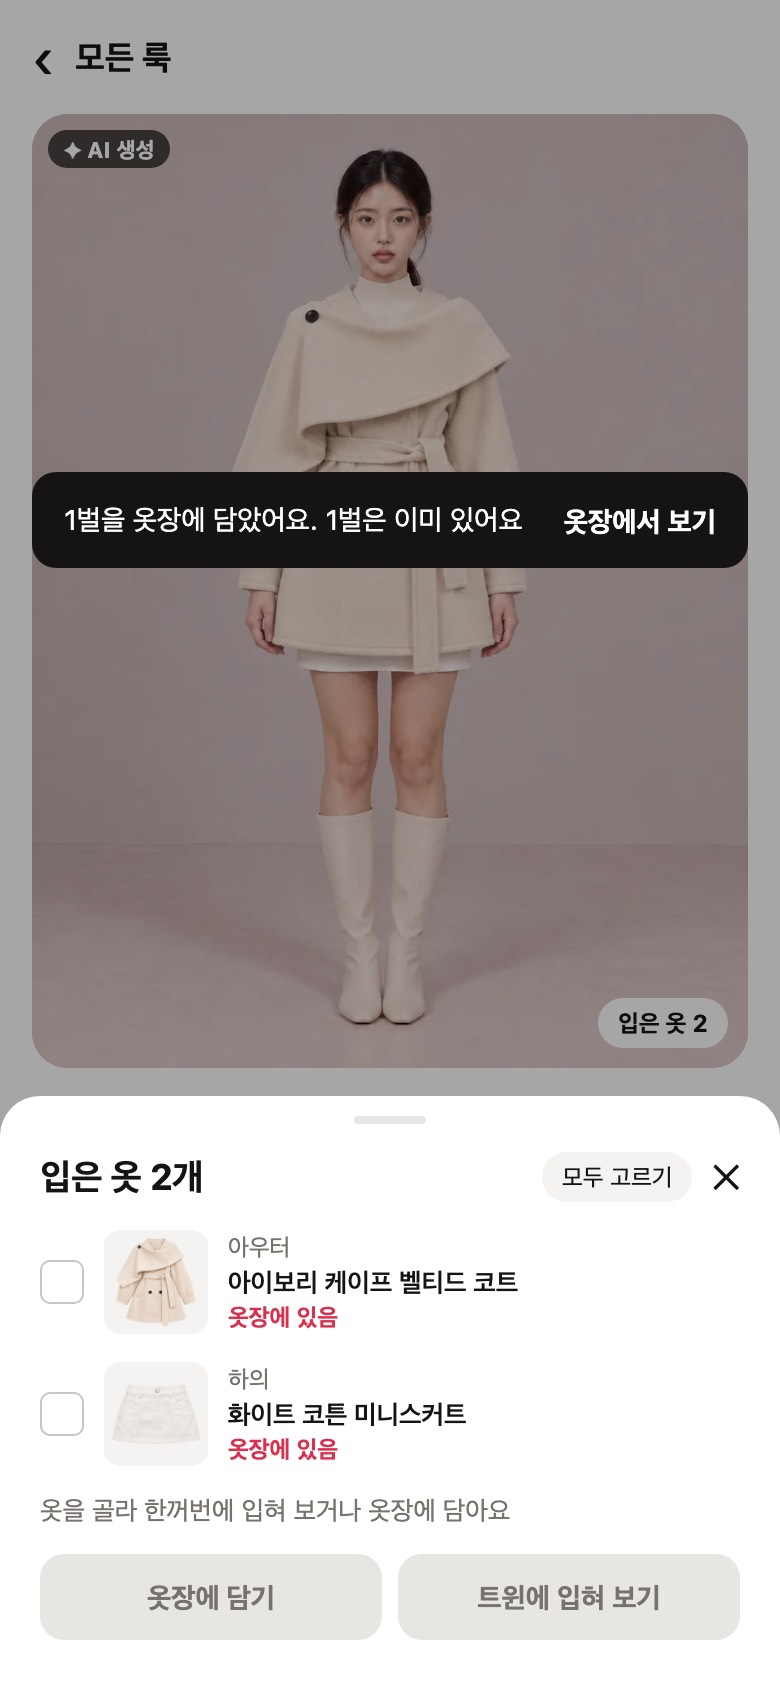 모든 룩
AI 생성
1벌을 옷장에 담았어요. 1벌은 이미 있어요
옷장에서 보기
입은 옷 2
입은 옷 2개
모두 고르기
아우터
아이보리 케이프 벨티드 코트
옷장에 있음
하의
화이트 코튼 미니스커트
옷장에 있음
옷을 골라 한꺼번에 입혀 보거나 옷장에 담아요
옷장에 담기
트윈에 입혀 보기